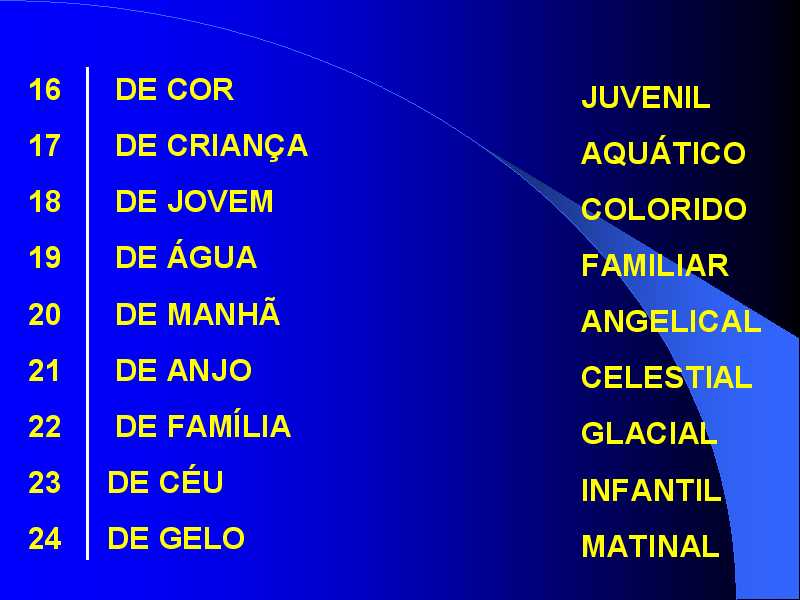 16 DE COR
17 DE CRIANÇA
18 DE JOVEM
19 DE ÁGUA
20 DE MANHÃ
21 DE ANJO
22 DE FAMÍLIA
23 DE CÉU
24 DE GELO
JUVENIL
AQUÁTICO
COLORIDO
FAMILIAR
ANGELICAL
CELESTIAL
GLACIAL
INFANTIL
MATINAL